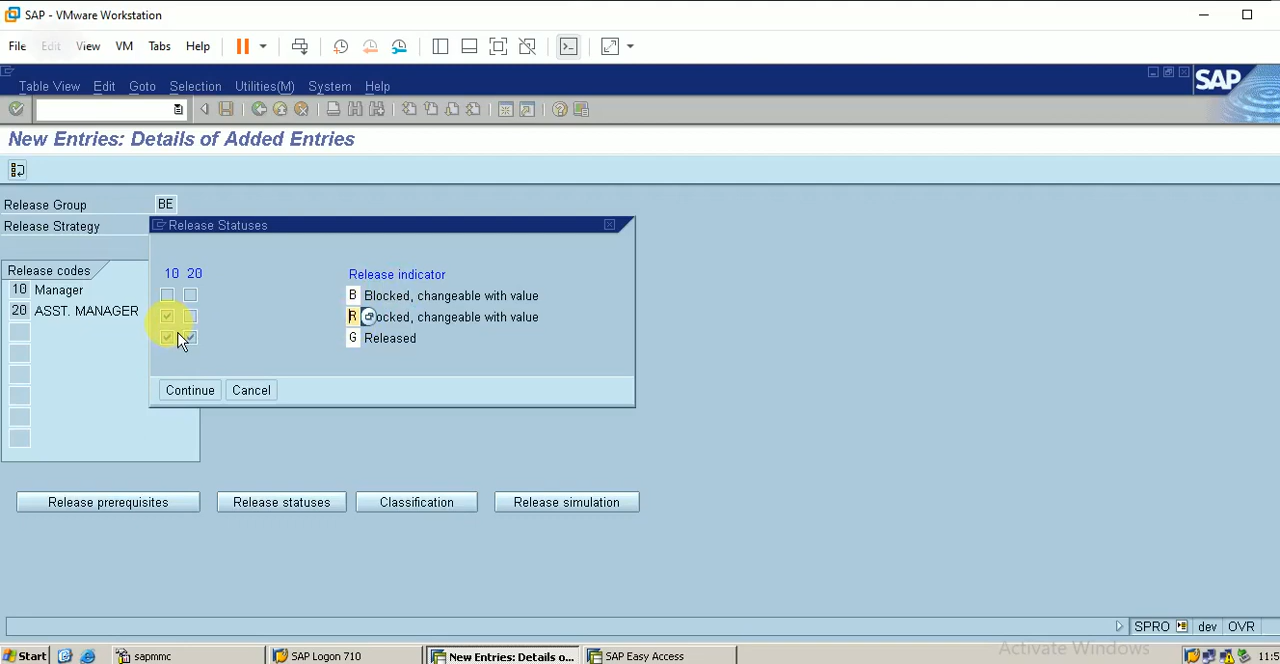 SAP - VMware Workstation
File Edit View VM Tabs Help
Table View Edit Goto Selection Utilities(M) System Help
SAP
New Entries: Details of Added Entries
Release Group BE
Release Strategy
Release Statuses
Release codes
10 Manager
20 ASST. MANAGER
10 20 Release indicator
B Blocked, changeable with value
R ocked, changeable with value
G Released
Continue Cancel
Release prerequisites Release statuses Classification Release simulation
SPRO dev OVR
Activate Windows
Start sapmmc SAP Logon 710 New Entries: Details o... SAP Easy Access 11:5